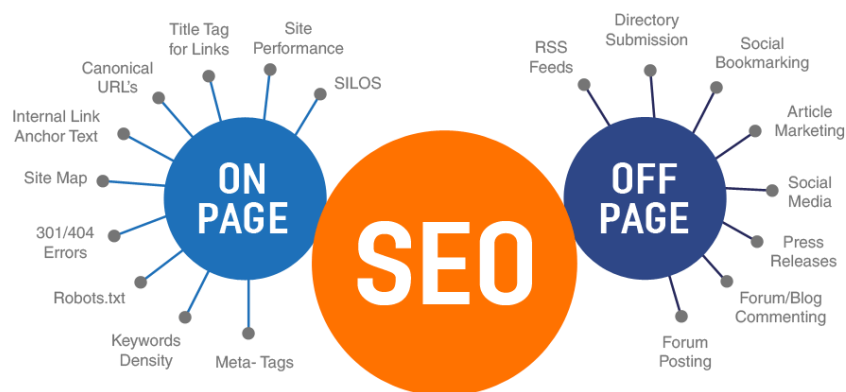 Title Tag
for Links
Site
Performance
SILOS
Canonical
URL's
Internal Link
Anchor Text
Site Map
301/404
Errors
Robots.txt
Keywords
Density
Meta- Tags
ON
PAGE
SEO
OFF
PAGE
RSS
Feeds
Directory
Submission
Social
Bookmarking
Article
Marketing
Social
Media
Press
Releases
Forum/Blog
Commenting
Forum
Posting